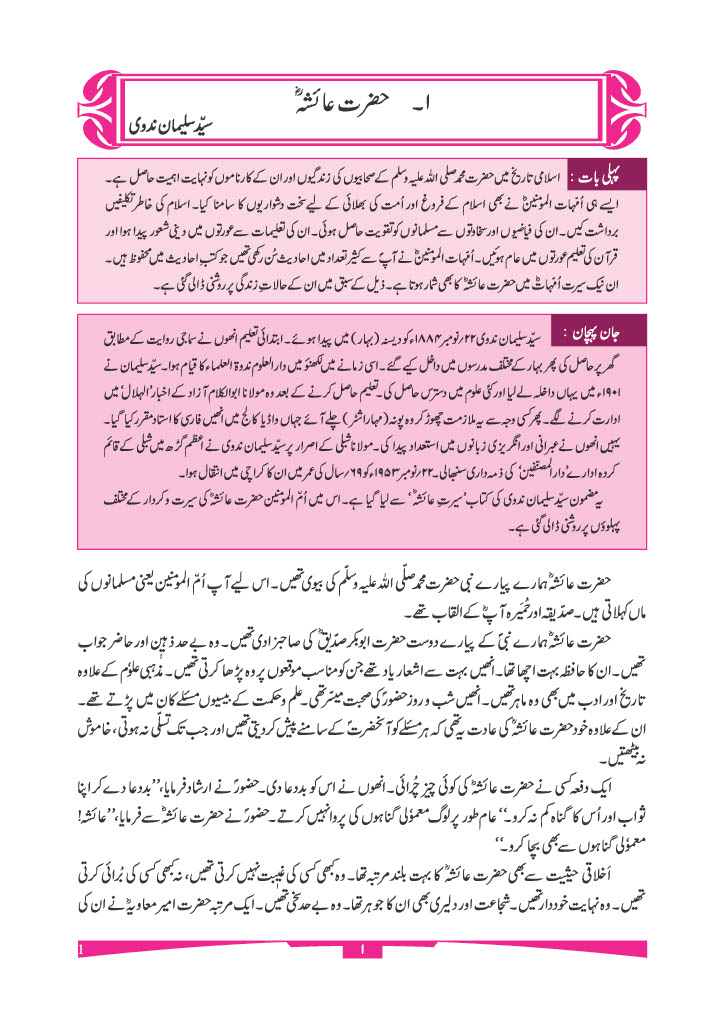 ۱۔ حضرت عائشہؓ
سیّد سلیمان ندوی
پہلی بات : اسلامی تاریخ میں حضرت محمد صلی اللہ علیہ وسلم کے صحابیوں کی زندگیوں اور ان کے کارناموں کو نہایت اہمیت حاصل ہے۔
ایسے ہی اُمّہات المؤمنینؓ نے بھی اسلام کے فروغ اور اُمت کی بھلائی کے لیے سخت دشواریوں کا سامنا کیا۔ اسلام کی خاطر تکلیفیں
برداشت کیں۔ ان کی فیاضیوں اور سخاوتوں سے مسلمانوں کو تقویت حاصل ہوئی۔ ان کی تعلیمات سے عورتوں میں دینی شعور پیدا ہوا اور
قرآن کی تعلیم عورتوں میں عام ہوئیں۔ اُمّہات المؤمنینؓ نے آپؐ سے کثیر تعداد میں احادیث سُن رکھی تھیں جو کتبِ احادیث میں محفوظ ہیں۔
ان نیک سیرت اُمّہاتؓ میں حضرت عائشہؓ کا بھی شمار ہوتا ہے۔ ذیل کے سبق میں ان کے حالاتِ زندگی پر روشنی ڈالی گئی ہے۔
جان پہچان : سیّد سلیمان ندوی ۲۲؍نومبر ۱۸۸۴ء کو دیسنہ (بہار) میں پیدا ہوئے۔ ابتدائی تعلیم انھوں نے سماجی روایت کے مطابق
گھر پر حاصل کی پھر بہار کے مختلف مدرسوں میں داخل کیے گئے۔ اسی زمانے میں لکھنؤ میں دارالعلوم ندوۃ العلماء کا قیام ہوا۔ سیّد سلیمان نے
۱۹۰۱ء میں یہاں داخلہ لے لیا اور کئی علوم میں دسترس حاصل کی۔ تعلیم حاصل کرنے کے بعد وہ مولانا ابوالکلام آزاد کے اخبار ’الہلال‘ میں
ادارت کرنے لگے۔ پھر کسی وجہ سے یہ ملازمت چھوڑ کر وہ پونہ (مہاراشٹر) چلے آئے جہاں واڈیا کالج میں انھیں فارسی کا استاد مقرر کیا گیا۔
یہیں انھوں نے عبرانی اور انگریزی زبانوں میں استعداد پیدا کی۔ مولانا شبلی کے اصرار پر سیّد سلیمان ندوی نے اعظم گڑھ میں شبلی کے قائم
کردہ ادارے ’دارالمصنّفین‘ کی ذمہ داری سنبھالی۔ ۲۲؍نومبر ۱۹۵۳ء کو ۶۹؍سال کی عمر میں ان کا کراچی میں انتقال ہوا۔
یہ مضمون سیّد سلیمان ندوی کی کتاب ’سیرتِ عائشہؓ‘ سے لیا گیا ہے۔ اس میں اُمّ المؤمنین حضرت عائشہؓ کی سیرت و کردار کے مختلف
پہلوؤں پر روشنی ڈالی گئی ہے۔
حضرت عائشہؓ ہمارے پیارے نبی حضرت محمد صلّی اللہ علیہ وسلّم کی بیوی تھیں۔ اس لیے آپ اُمّ المؤمنین یعنی مسلمانوں کی
ماں کہلاتی ہیں۔ صدّیقہ اور حُمَیرہ آپؓ کے القاب تھے۔
حضرت عائشہؓ ہمارے نبیؐ کے پیارے دوست حضرت ابوبکر صدّیقؓ کی صاحبزادی تھیں۔ وہ بے حد ذہین اور حاضر جواب
تھیں۔ ان کا حافظہ بہت اچھا تھا۔ انھیں بہت سے اشعار یاد تھے جن کو مناسب موقعوں پر وہ پڑھا کرتی تھیں۔ مذہبی علوم کے علاوہ
تاریخ اور ادب میں بھی وہ ماہر تھیں۔ انھیں شب و روز حضورؐ کی صحبت میسّر تھی۔ علم و حکمت کے بیسیوں مسئلے کان میں پڑتے تھے۔
ان کے علاوہ خود حضرت عائشہؓ کی عادت یہ تھی کہ ہر مسئلے کو آنحضرتؐ کے سامنے پیش کر دیتی تھیں اور جب تک تسلّی نہ ہوتی، خاموش
نہ بیٹھتیں۔
ایک دفعہ کسی نے حضرت عائشہؓ کی کوئی چیز چُرائی۔ انھوں نے اس کو بددعا دی۔ حضورؐ نے ارشاد فرمایا، ”بددعا دے کر اپنا
ثواب اور اُس کا گناہ کم نہ کرو۔“ عام طور پر لوگ معمولی گناہوں کی پروا نہیں کرتے۔ حضورؐ نے حضرت عائشہؓ سے فرمایا، ”عائشہ!
معمولی گناہوں سے بھی بچا کرو۔“
اَخلاقی حیثیت سے بھی حضرت عائشہؓ کا بہت بلند مرتبہ تھا۔ وہ کبھی کسی کی غیبت نہیں کرتی تھیں، نہ کبھی کسی کی بُرائی کرتی
تھیں۔ وہ نہایت خوددار تھیں۔ شجاعت اور دلیری بھی ان کا جوہر تھا۔ وہ بے حد سخی تھیں۔ ایک مرتبہ حضرت امیر معاویہؓ نے ان کی
۱
1